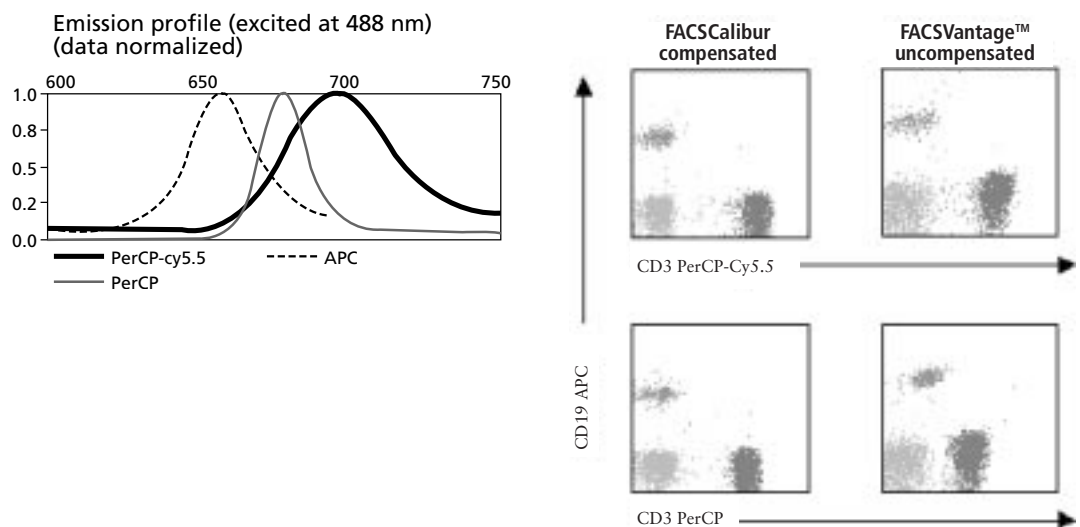 Emission profile (excited at 488 nm)
(data normalized)
600 650 700 750
1.0
0.8
0.5
0.2
0.0
PerCP-cy5.5 APC
PerCP
FACSCalibur
compensated
FACSVantage™
uncompensated
CD3 PerCP-Cy5.5
CD19 APC
CD3 PerCP